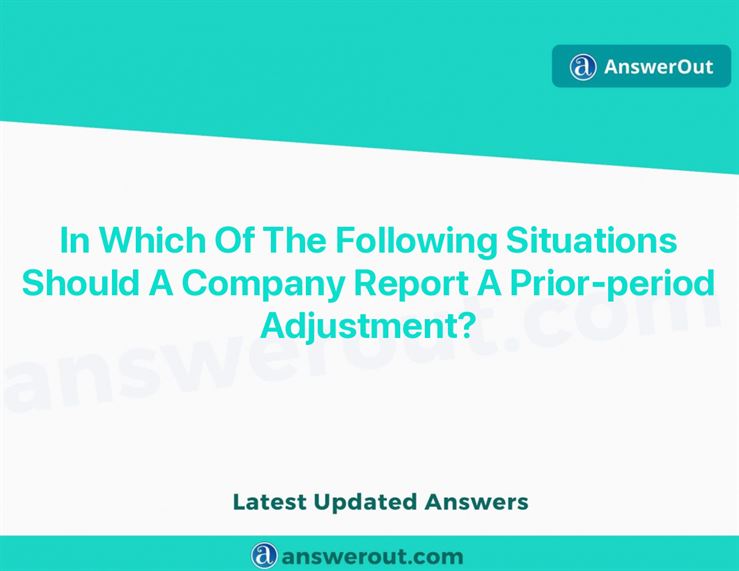 AnswerOut
In Which Of The Following Situations
Should A Company Report A Prior-period
Adjustment?
answerout.com
Latest Updated Answers
answerout.com